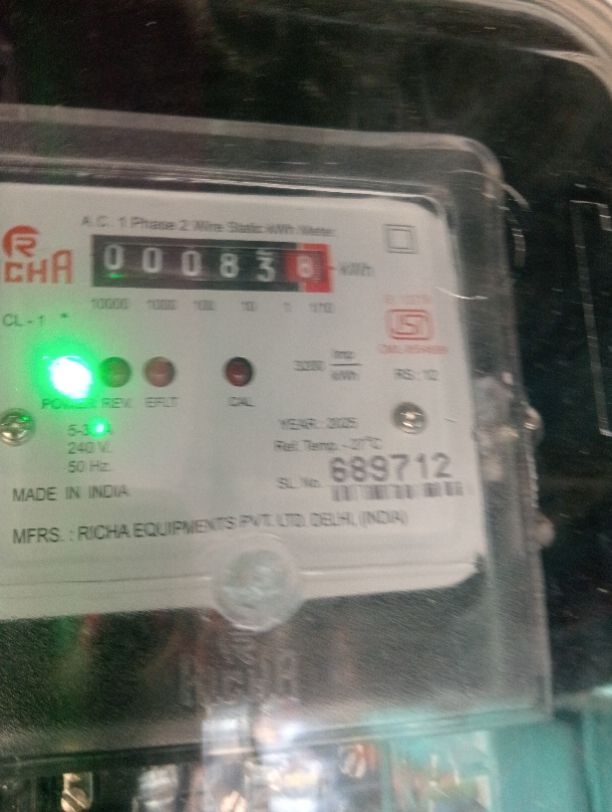 A.C. 1 Phase 2 Wire Static kWh Meter
RICHA
0 0 0 8 3 8 kWh
10000 1000 100 10 1 1/10
CL - 1
3200 Imp/kWh
RS : 12
POWER REV. EFLT CAL
240 V.
50 Hz.
YEAR : 2025
Ref. Temp. - 27°C
SL.No. 689712
MADE IN INDIA
MFRS. : RICHA EQUIPMENTS PVT. LTD. DELHI, (INDIA)
RICHA